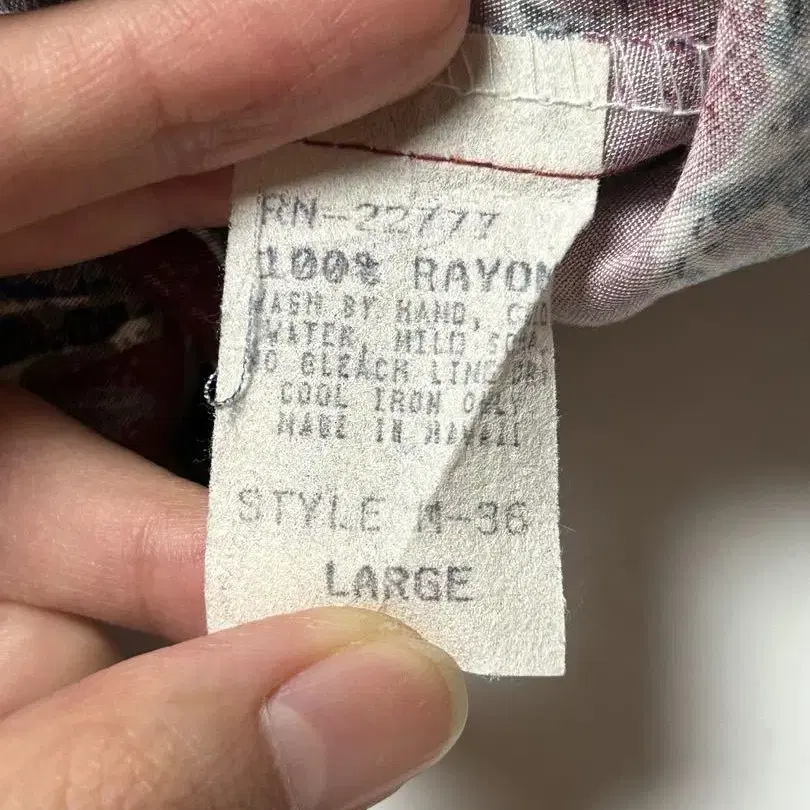 RN-22777
100% RAYON
WASH BY HAND, COLD
WATER, MILD SOAP
NO BLEACH LINE DRY
COOL IRON ONLY
MADE IN HAWAII
STYLE M-36
LARGE